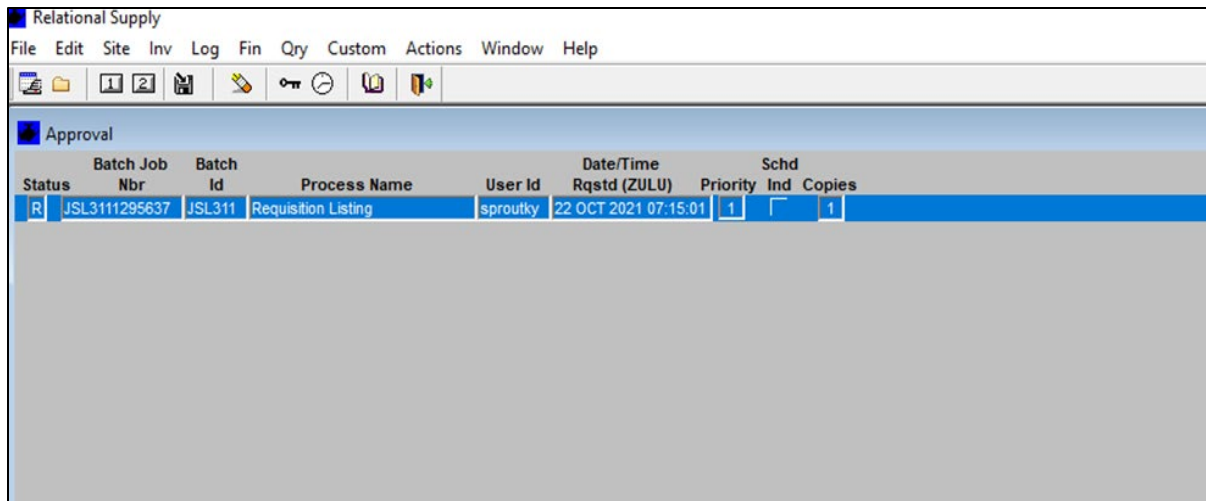 Relational Supply
File Edit Site Inv Log Fin Qry Custom Actions Window Help
1 2
Approval
Batch Job Batch Date/Time Schd
Status Nbr Id Process Name User Id Rqstd (ZULU) Priority Ind Copies
R JSL3111295637 JSL311 Requisition Listing sproutky 22 OCT 2021 07:15:01 1 1